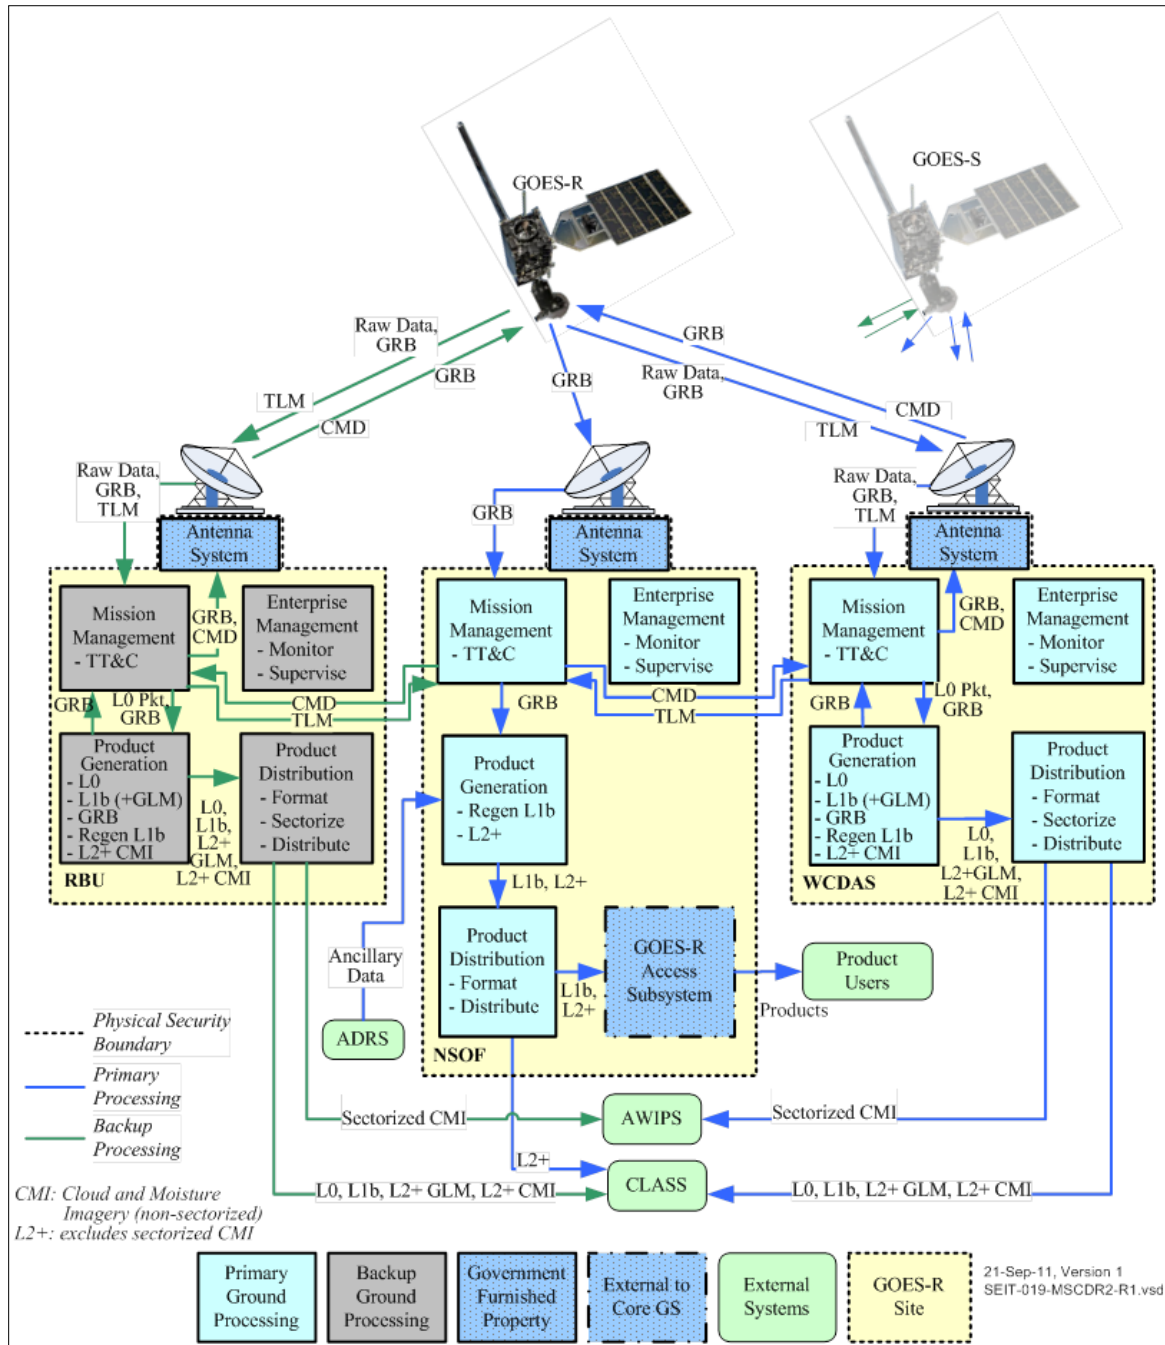 GOES-R
GOES-S
Raw Data,
GRB
GRB
TLM
CMD
GRB
GRB
Raw Data,
GRB
CMD
TLM
Raw Data,
GRB,
TLM
Antenna
System
GRB
Antenna
System
Raw Data,
GRB,
TLM
Antenna
System
Mission
Management
- TT&C
GRB,
CMD
Enterprise
Management
- Monitor
- Supervise
GRB
L0 Pkt,
GRB
Product
Generation
- L0
- L1b (+GLM)
- GRB
- Regen L1b
- L2+ CMI
L0,
L1b,
L2+
GLM,
L2+ CMI
Product
Distribution
- Format
- Sectorize
- Distribute
RBU
CMD
TLM
Mission
Management
- TT&C
Enterprise
Management
- Monitor
- Supervise
GRB
CMD
TLM
Product
Generation
- Regen L1b
- L2+
L1b, L2+
Product
Distribution
- Format
- Distribute
L1b,
L2+
GOES-R
Access
Subsystem
NSOF
Mission
Management
- TT&C
GRB,
CMD
Enterprise
Management
- Monitor
- Supervise
GRB
L0 Pkt,
GRB
Product
Generation
- L0
- L1b (+GLM)
- GRB
- Regen L1b
- L2+ CMI
L0,
L1b,
L2+GLM,
L2+ CMI
Product
Distribution
- Format
- Sectorize
- Distribute
WCDAS
Ancillary
Data
ADRS
Products
Product
Users
Physical Security
Boundary
Primary
Processing
Backup
Processing
Sectorized CMI
AWIPS
Sectorized CMI
L2+
L0, L1b, L2+ GLM, L2+ CMI
CLASS
L0, L1b, L2+ GLM, L2+ CMI
CMI: Cloud and Moisture
Imagery (non-sectorized)
L2+: excludes sectorized CMI
Primary
Ground
Processing
Backup
Ground
Processing
Government
Furnished
Property
External to
Core GS
External
Systems
GOES-R
Site
21-Sep-11, Version 1
SEIT-019-MSCDR2-R1.vsd